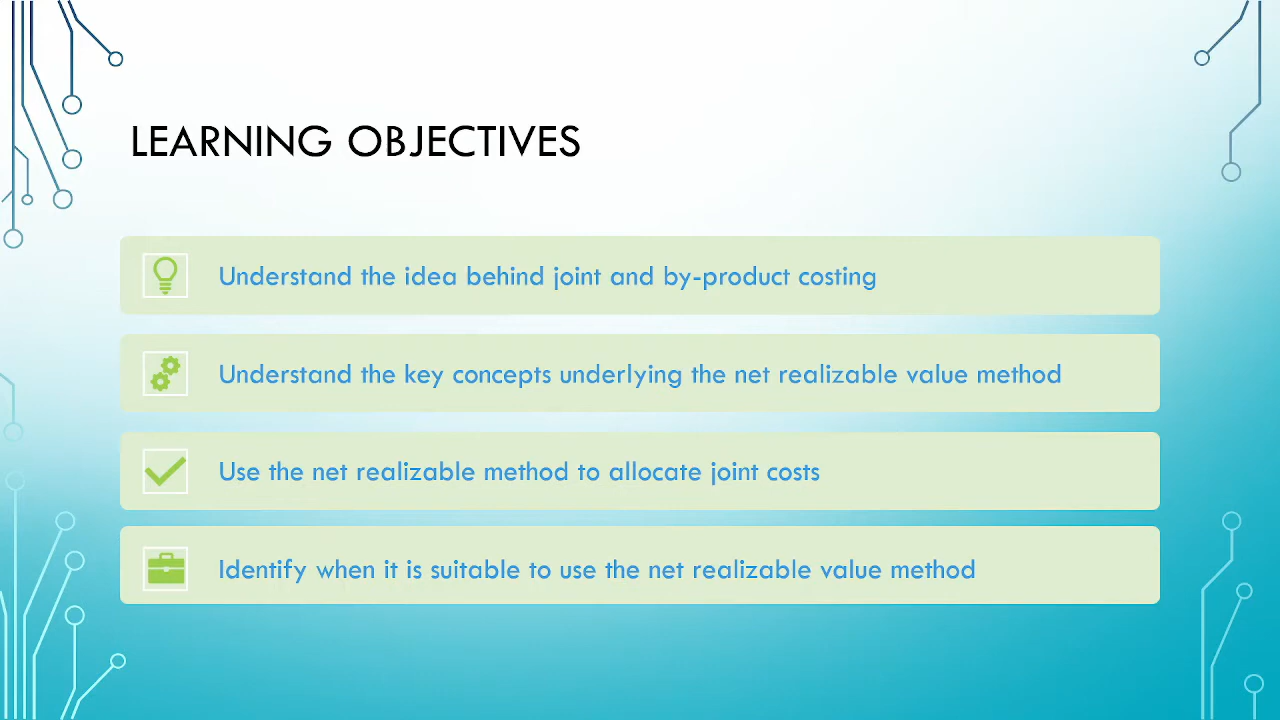 LEARNING OBJECTIVES
Understand the idea behind joint and by-product costing
Understand the key concepts underlying the net realizable value method
Use the net realizable method to allocate joint costs
Identify when it is suitable to use the net realizable value method